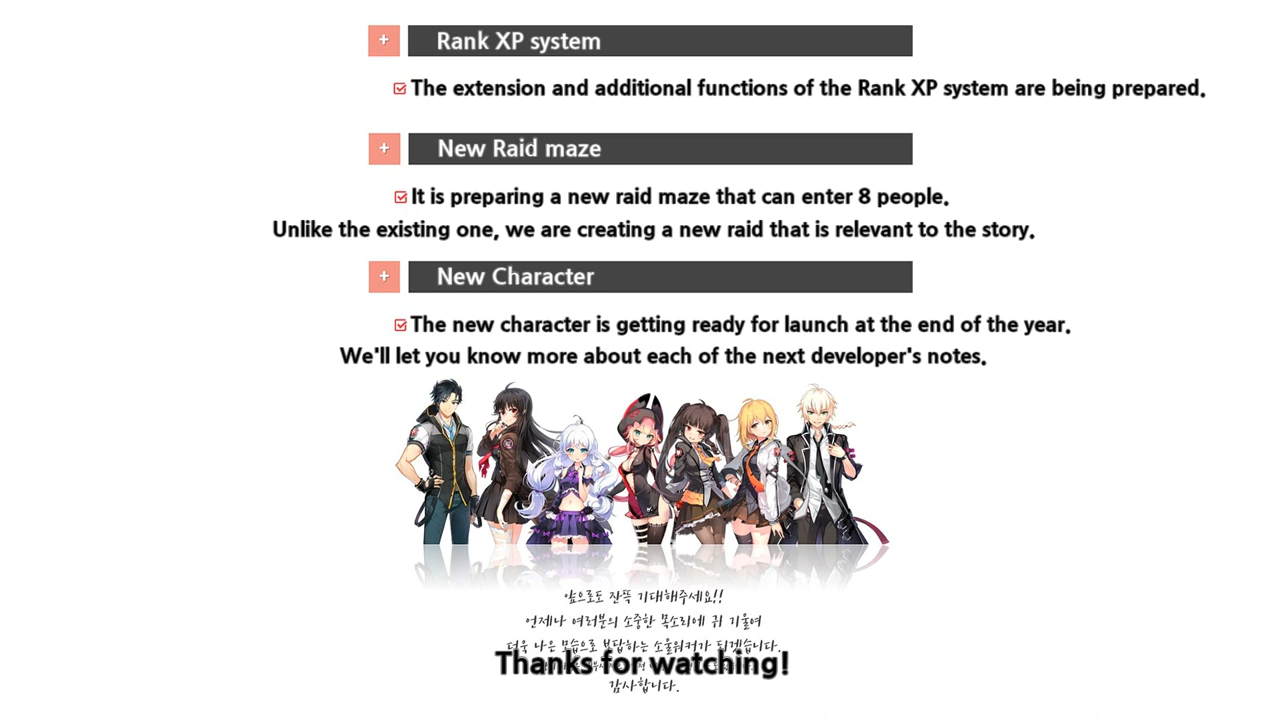 + Rank XP system
The extension and additional functions of the Rank XP system are being prepared.
+ New Raid maze
It is preparing a new raid maze that can enter 8 people.
Unlike the existing one, we are creating a new raid that is relevant to the story.
+ New Character
The new character is getting ready for launch at the end of the year.
We'll let you know more about each of the next developer's notes.
앞으로도 잔뜩 기대해주세요!!
언제나 여러분의 소중한 목소리에 귀 기울여
더욱 나은 모습으로 보답하는 소울워커가 되겠습니다.
Thanks for watching!
감사합니다.